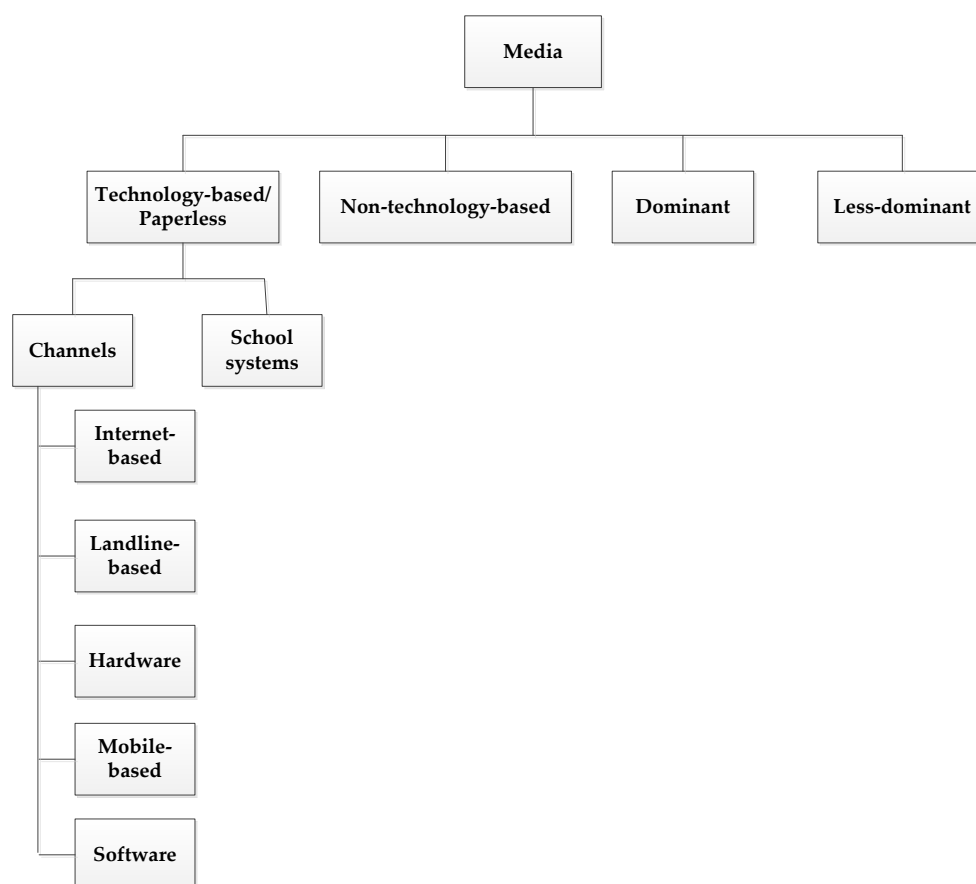 Media
Technology-based/
Paperless
Non-technology-based
Dominant
Less-dominant
Channels
School
systems
Internet-
based
Landline-
based
Hardware
Mobile-
based
Software